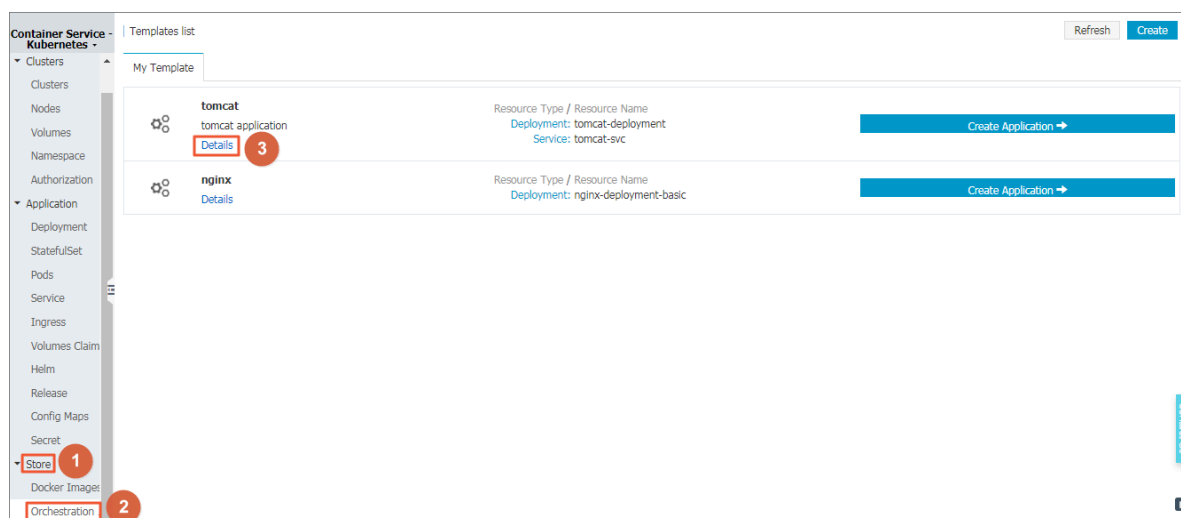 Container Service -
Kubernetes
Clusters
Clusters
Nodes
Volumes
Namespace
Authorization
Application
Deployment
StatefulSet
Pods
Service
Ingress
Volumes Claim
Helm
Release
Config Maps
Secret
Store
1
Docker Images
Orchestration
2
Templates list
Refresh
Create
My Template
tomcat
tomcat application
Details
3
Resource Type / Resource Name
Deployment: tomcat-deployment
Service: tomcat-svc
Create Application
nginx
Details
Resource Type / Resource Name
Deployment: nginx-deployment-basic
Create Application